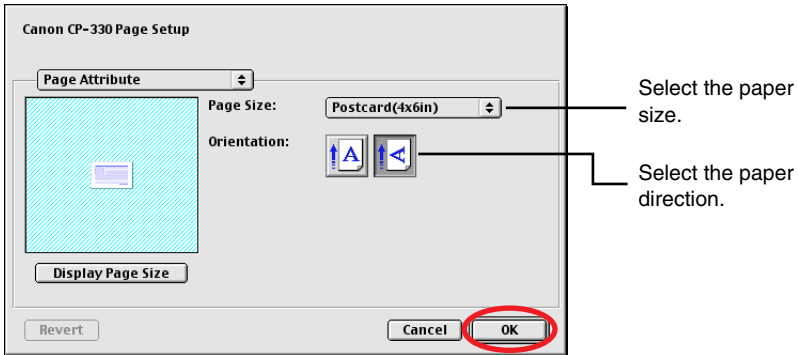 Canon CP-330 Page Setup
Page Attribute
Page Size: Postcard(4x6in)
Select the paper
size.
Orientation: A A
Select the paper
direction.
Display Page Size
Revert Cancel OK